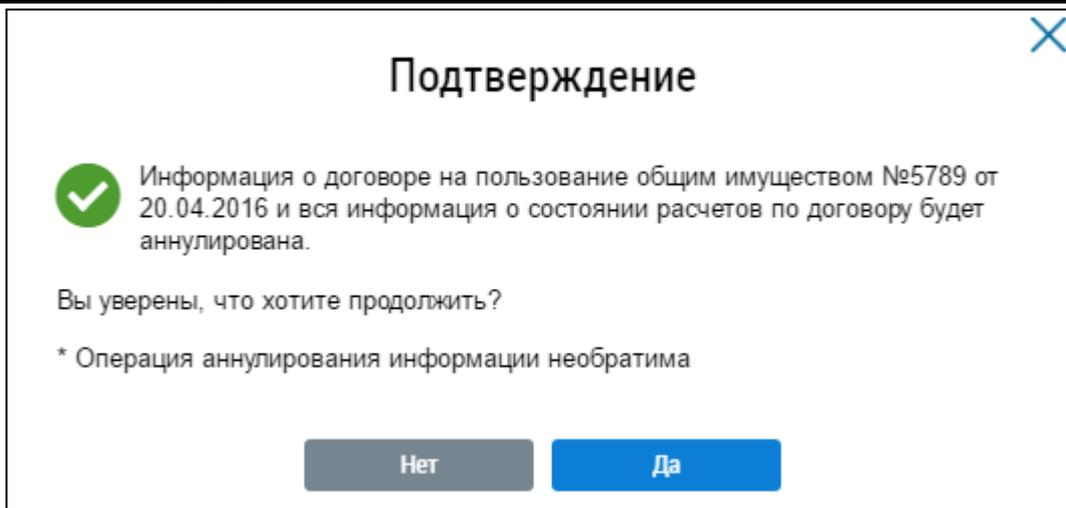 Подтверждение
Информация о договоре на пользование общим имуществом №5789 от
20.04.2016 и вся информация о состоянии расчетов по договору будет
аннулирована.
Вы уверены, что хотите продолжить?
* Операция аннулирования информации необратима
Нет
Да